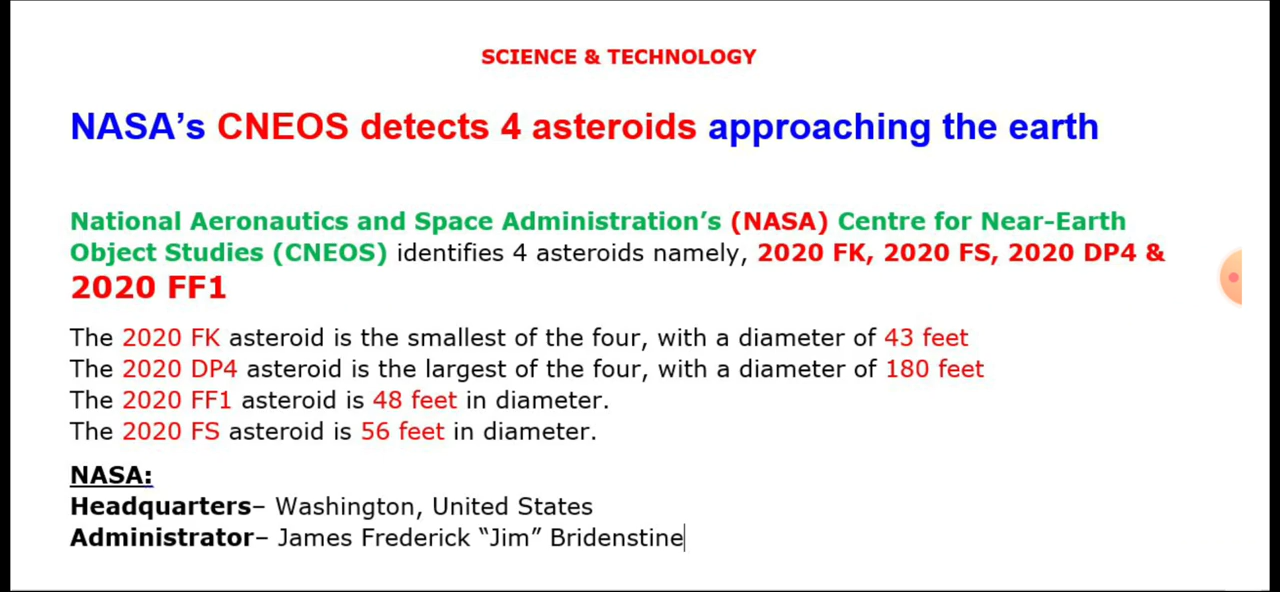 SCIENCE & TECHNOLOGY
NASA’s CNEOS detects 4 asteroids approaching the earth
National Aeronautics and Space Administration’s (NASA) Centre for Near-Earth
Object Studies (CNEOS) identifies 4 asteroids namely, 2020 FK, 2020 FS, 2020 DP4 &
2020 FF1
The 2020 FK asteroid is the smallest of the four, with a diameter of 43 feet
The 2020 DP4 asteroid is the largest of the four, with a diameter of 180 feet
The 2020 FF1 asteroid is 48 feet in diameter.
The 2020 FS asteroid is 56 feet in diameter.
NASA:
Headquarters– Washington, United States
Administrator– James Frederick “Jim” Bridenstine